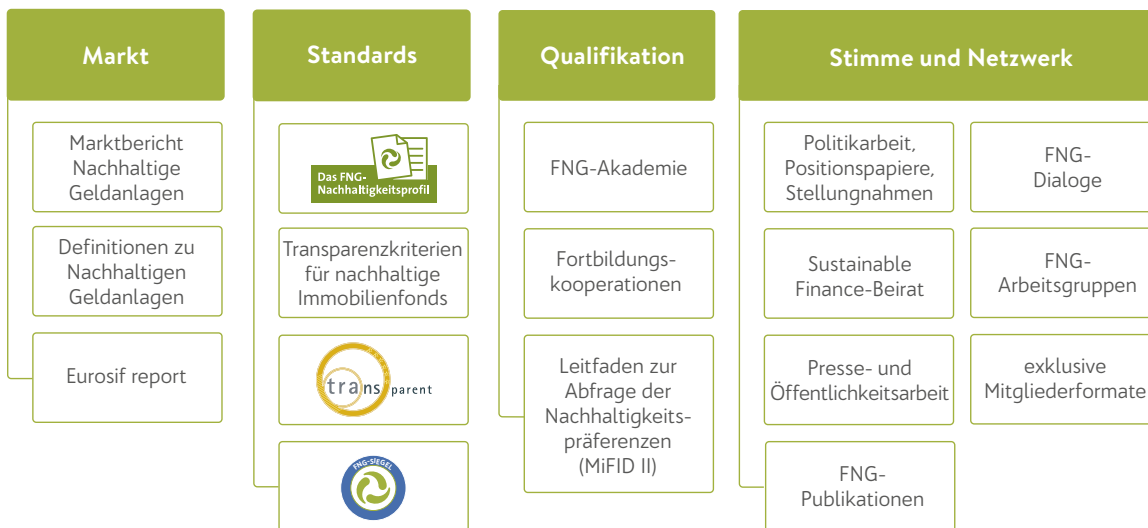 Markt
Marktbericht
Nachhaltige
Geldanlagen
Definitionen zu
Nachhaltigen
Geldanlagen
Eurosif report
Standards
Das FNG-
Nachhaltigkeitsprofil
Transparenzkriterien
für nachhaltige
Immobilienfonds
transparent
FNG-SIEGEL
Qualifikation
FNG-Akademie
Fortbildungs-
kooperationen
Leitfaden zur
Abfrage der
Nachhaltigkeits-
präferenzen
(MiFID II)
Stimme und Netzwerk
Politikarbeit,
Positionspapiere,
Stellungnahmen
Sustainable
Finance-Beirat
Presse- und
Öffentlichkeitsarbeit
FNG-
Publikationen
FNG-
Dialoge
FNG-
Arbeitsgruppen
exklusive
Mitgliederformate